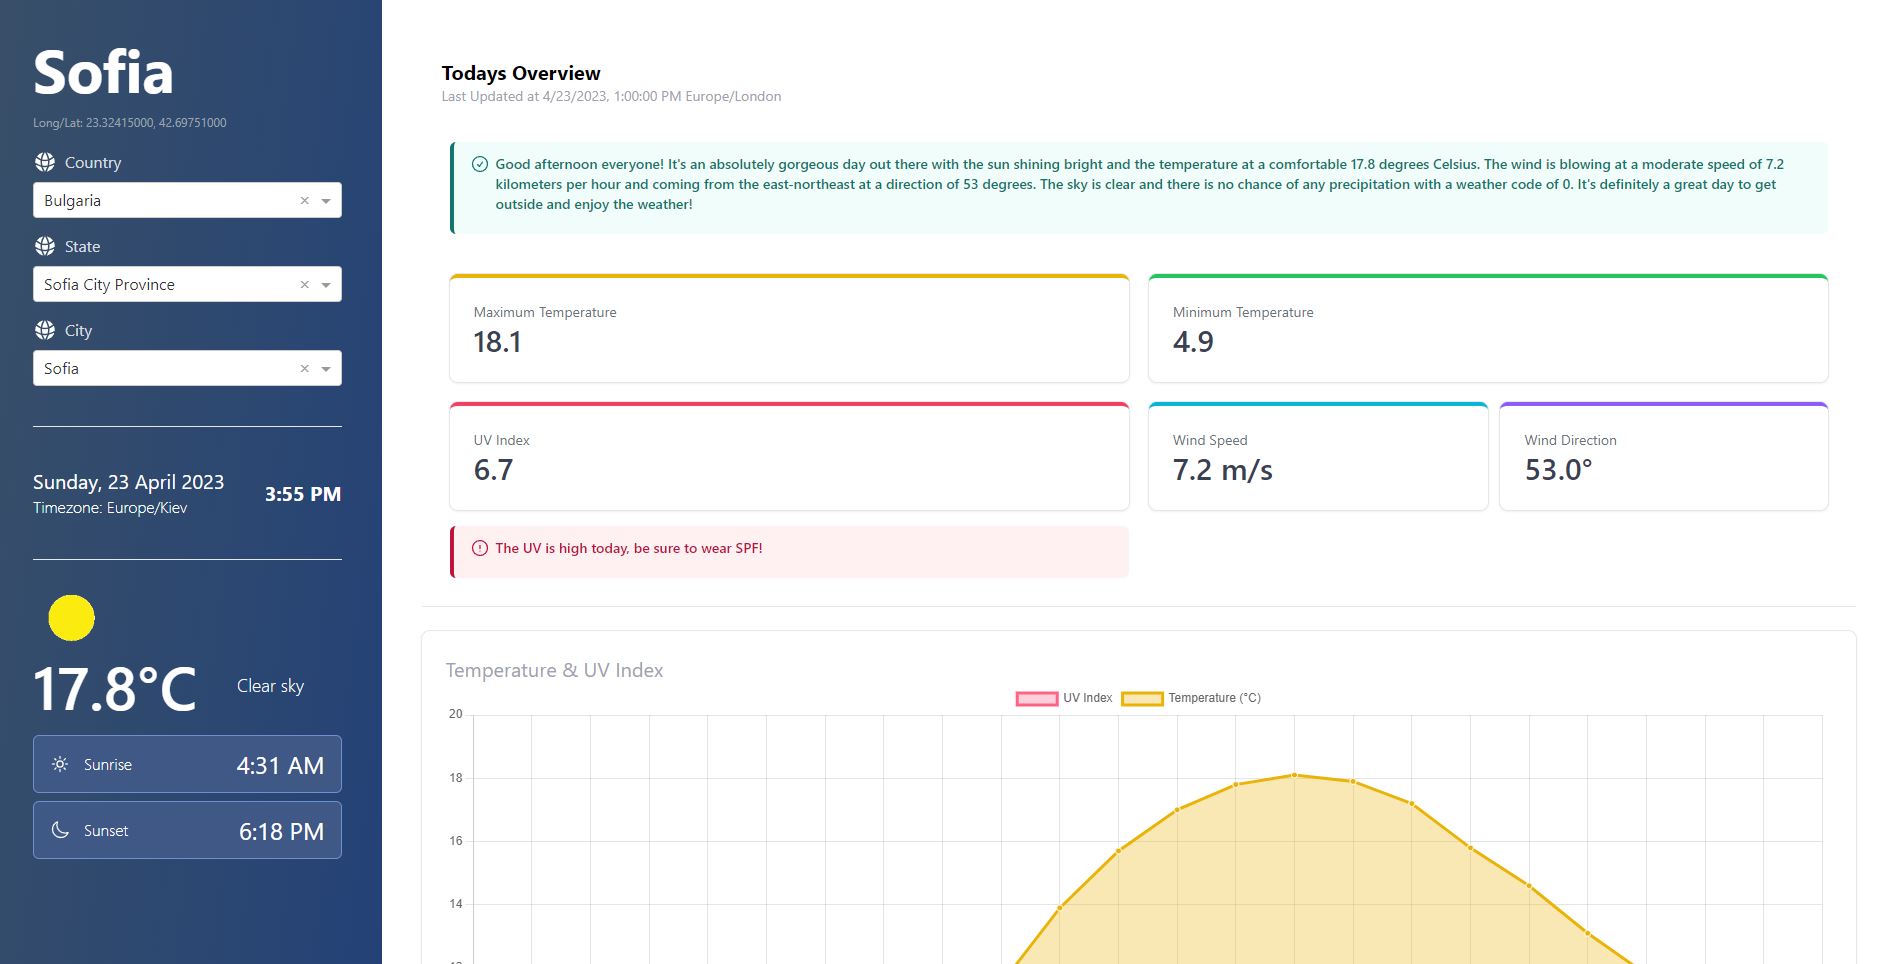 Sofia
Long/Lat: 23.32415000, 42.69751000
Country
Bulgaria
State
Sofia City Province
City
Sofia
Sunday, 23 April 2023
Timezone: Europe/Kiev
3:55 PM
17.8°C
Clear sky
Sunrise
4:31 AM
Sunset
6:18 PM
Todays Overview
Last Updated at 4/23/2023, 1:00:00 PM Europe/London
Good afternoon everyone! It's an absolutely gorgeous day out there with the sun shining bright and the temperature at a comfortable 17.8 degrees Celsius. The wind is blowing at a moderate speed of 7.2
kilometers per hour and coming from the east-northeast at a direction of 53 degrees. The sky is clear and there is no chance of any precipitation with a weather code of 0. It's definitely a great day to get
outside and enjoy the weather!
Maximum Temperature
18.1
Minimum Temperature
4.9
UV Index
6.7
Wind Speed
7.2 m/s
Wind Direction
53.0°
The UV is high today, be sure to wear SPF!
Temperature & UV Index
UV Index
Temperature (°C)
20
18
16
14